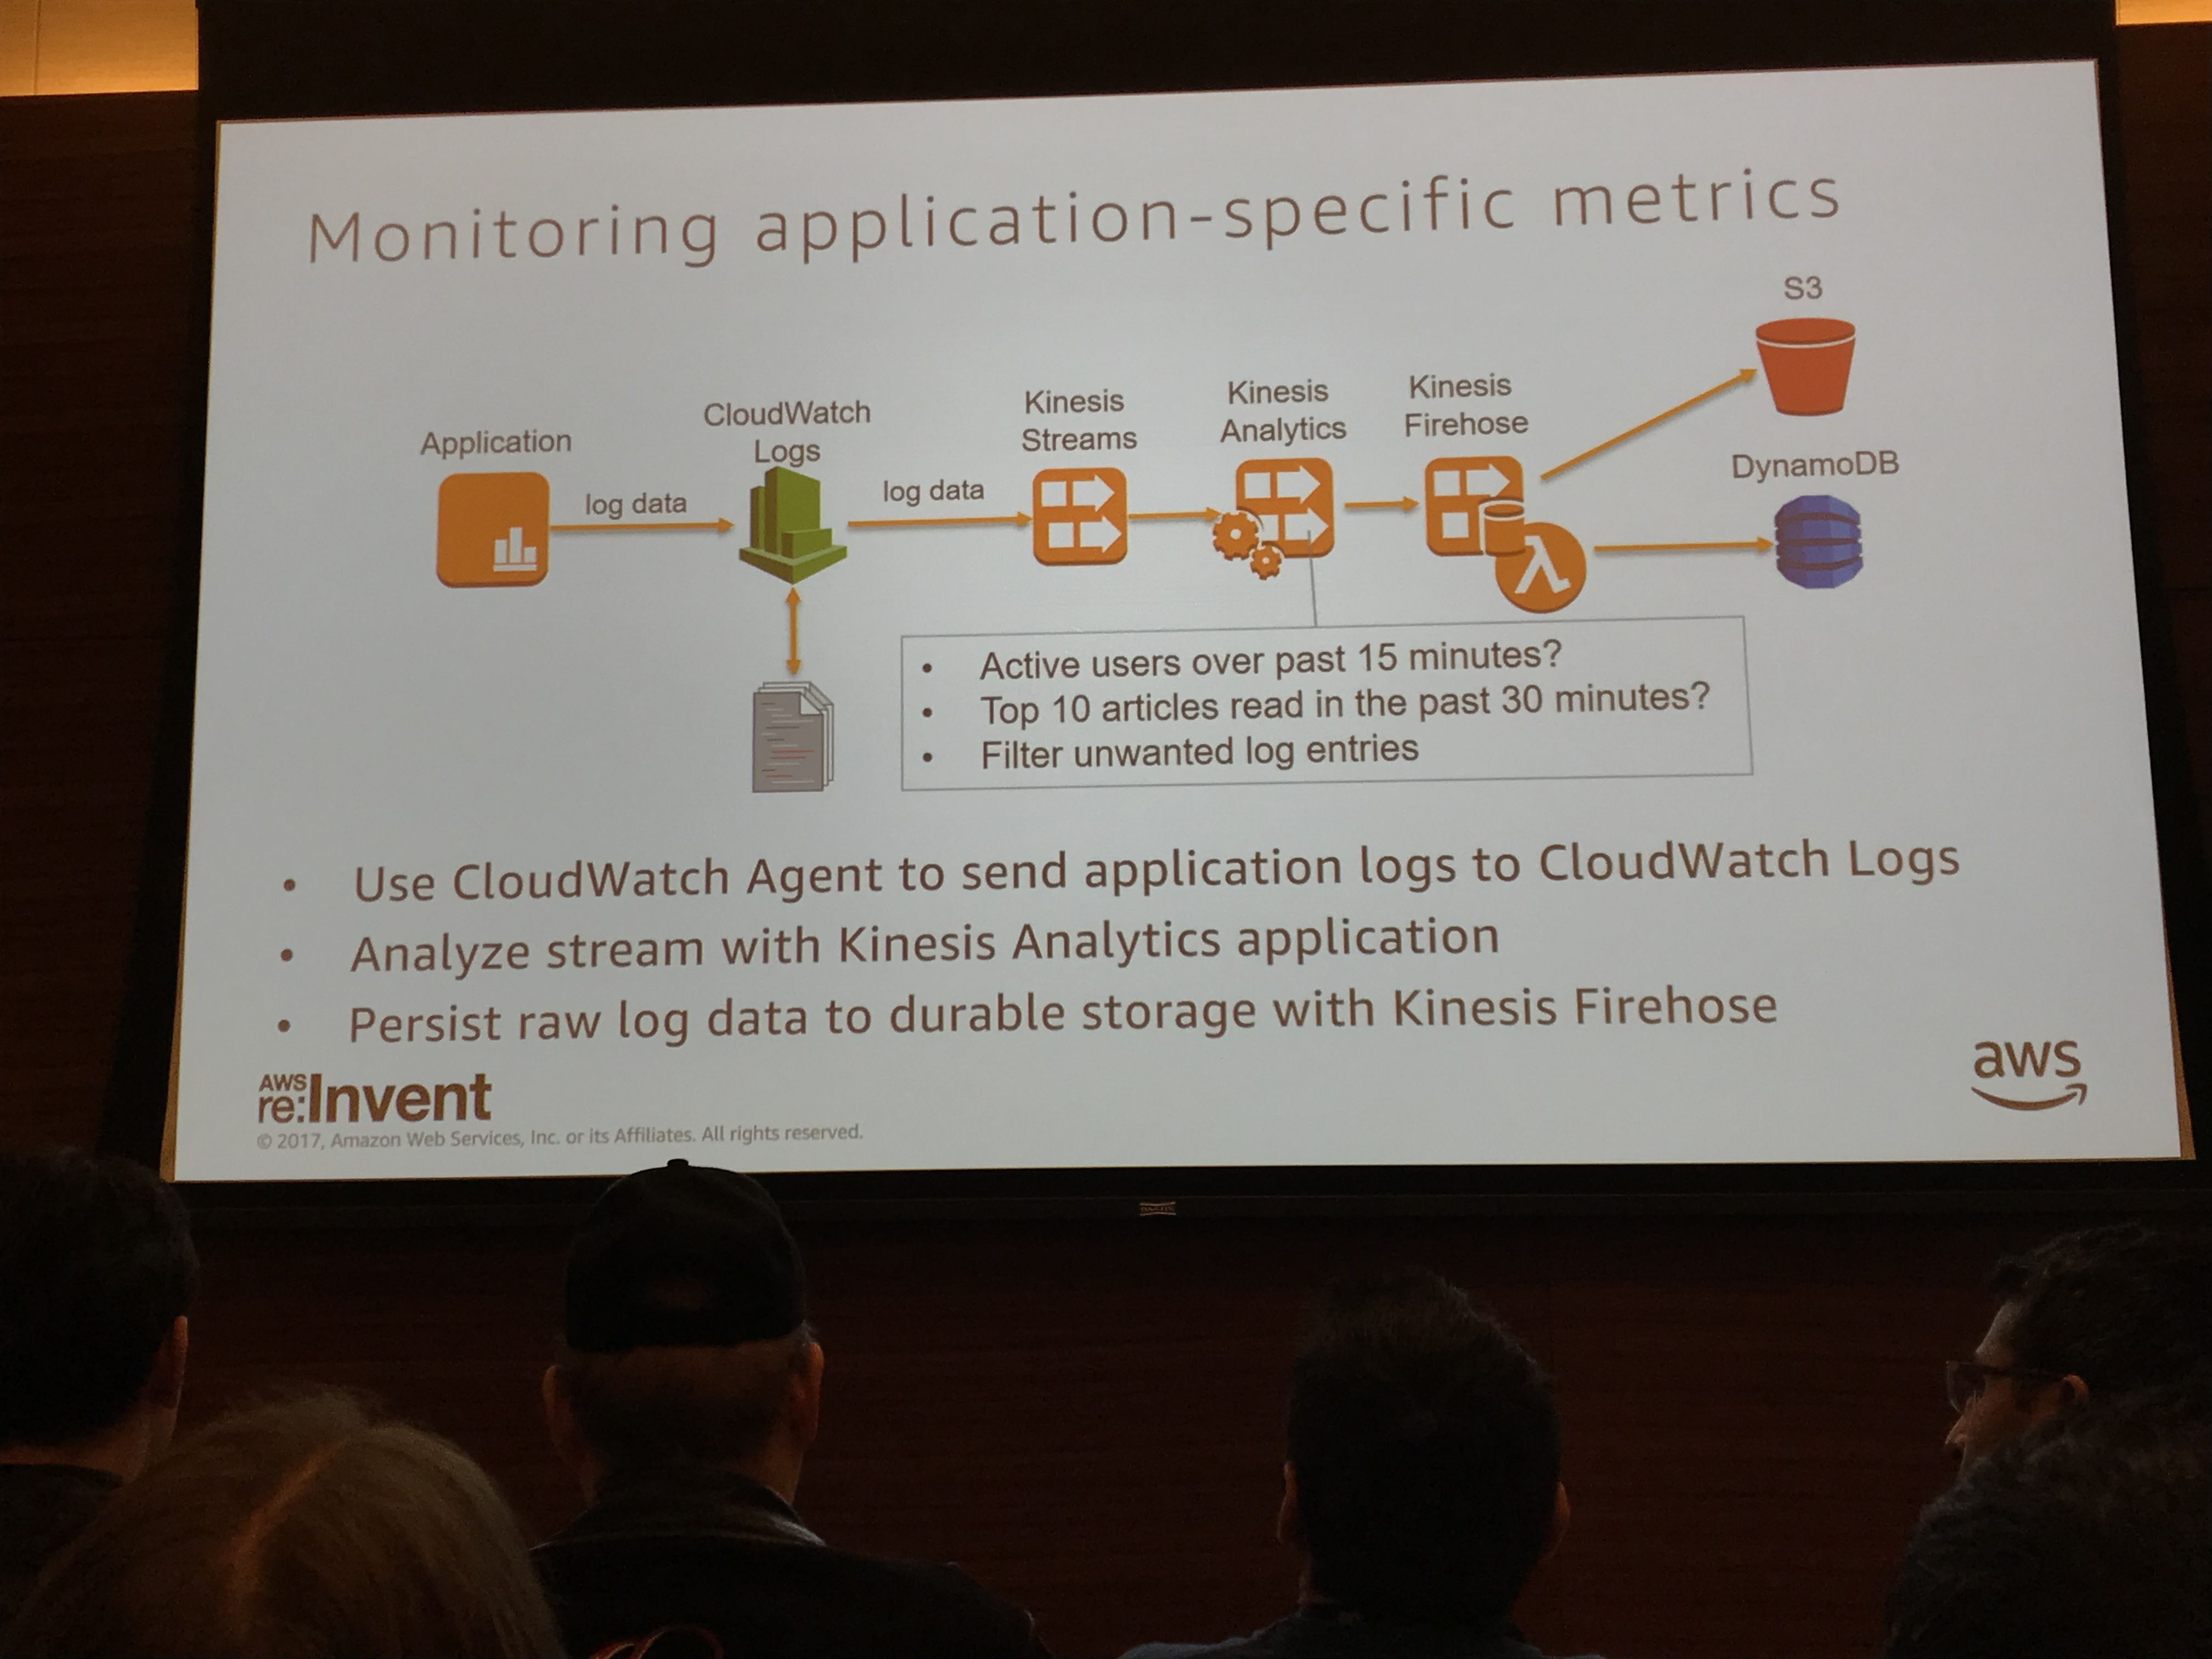 Monitoring application-specific metrics
S3
Application
log data
CloudWatch
Logs
log data
Kinesis
Streams
Kinesis
Analytics
Kinesis
Firehose
DynamoDB
λ
• Active users over past 15 minutes?
• Top 10 articles read in the past 30 minutes?
• Filter unwanted log entries
• Use CloudWatch Agent to send application logs to CloudWatch Logs
• Analyze stream with Kinesis Analytics application
• Persist raw log data to durable storage with Kinesis Firehose
AWS
re:Invent
© 2017, Amazon Web Services, Inc. or its Affiliates. All rights reserved.
aws